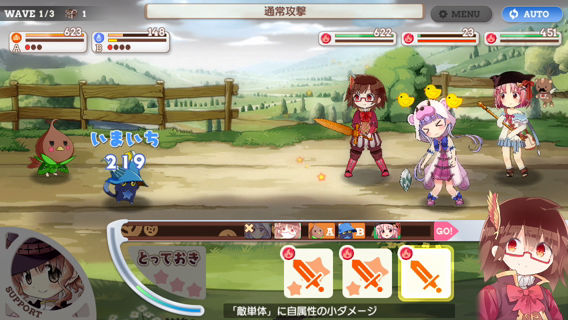 WAVE 1/3
1
通常攻撃
MENU
AUTO
623
A
148
B
622
23
451
いまいち
219
A
B
GO!
とっておき
SUPPORT
「敵単体」に自属性の小ダメージ